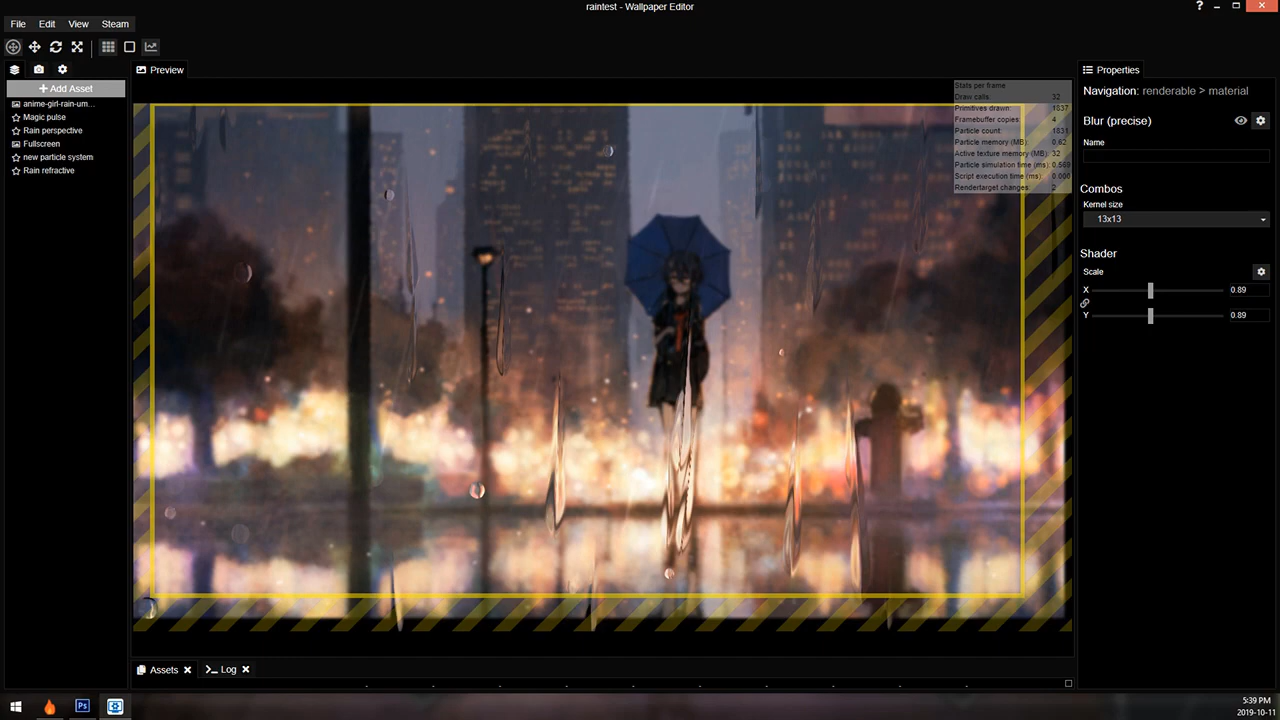 raintest - Wallpaper Editor
?
File Edit View Steam
Preview
Properties
+ Add Asset
anime-girl-rain-um...
Magic pulse
Rain perspective
Fullscreen
new particle system
Rain refractive
Stats per frame
Draw calls: 32
Primitives drawn: 1837
Framebuffer copies: 4
Particle count: 1831
Particle memory (MB): 0.62
Active texture memory (MB): 32
Particle simulation time (ms): 0.569
Script execution time (ms): 0.000
Rendertarget changes: 2
Navigation: renderable > material
Blur (precise)
Name
Combos
Kernel size
13x13
Shader
Scale
X 0.89
Y 0.89
Assets
Log
Ps
5:39 PM
2019-10-11